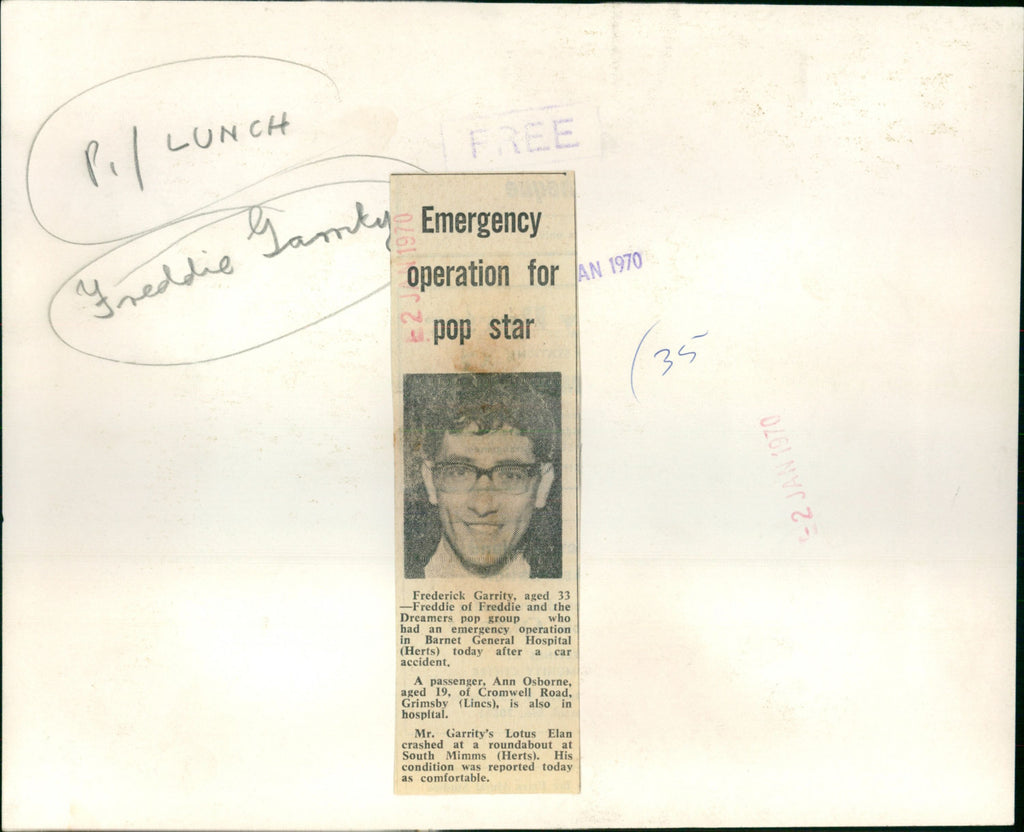 P./ LUNCH
Freddie Garrity
FREE
Emergency
operation for
pop star
-2 JAN 1970
AN 1970
(35
-2 JAN 1970
Frederick Garrity, aged 33
—Freddie of Freddie and the
Dreamers pop group who
had an emergency operation
in Barnet General Hospital
(Herts) today after a car
accident.
A passenger, Ann Osborne,
aged 19, of Cromwell Road,
Grimsby (Lincs), is also in
hospital.
Mr. Garrity's Lotus Elan
crashed at a roundabout at
South Mimms (Herts). His
condition was reported today
as comfortable.